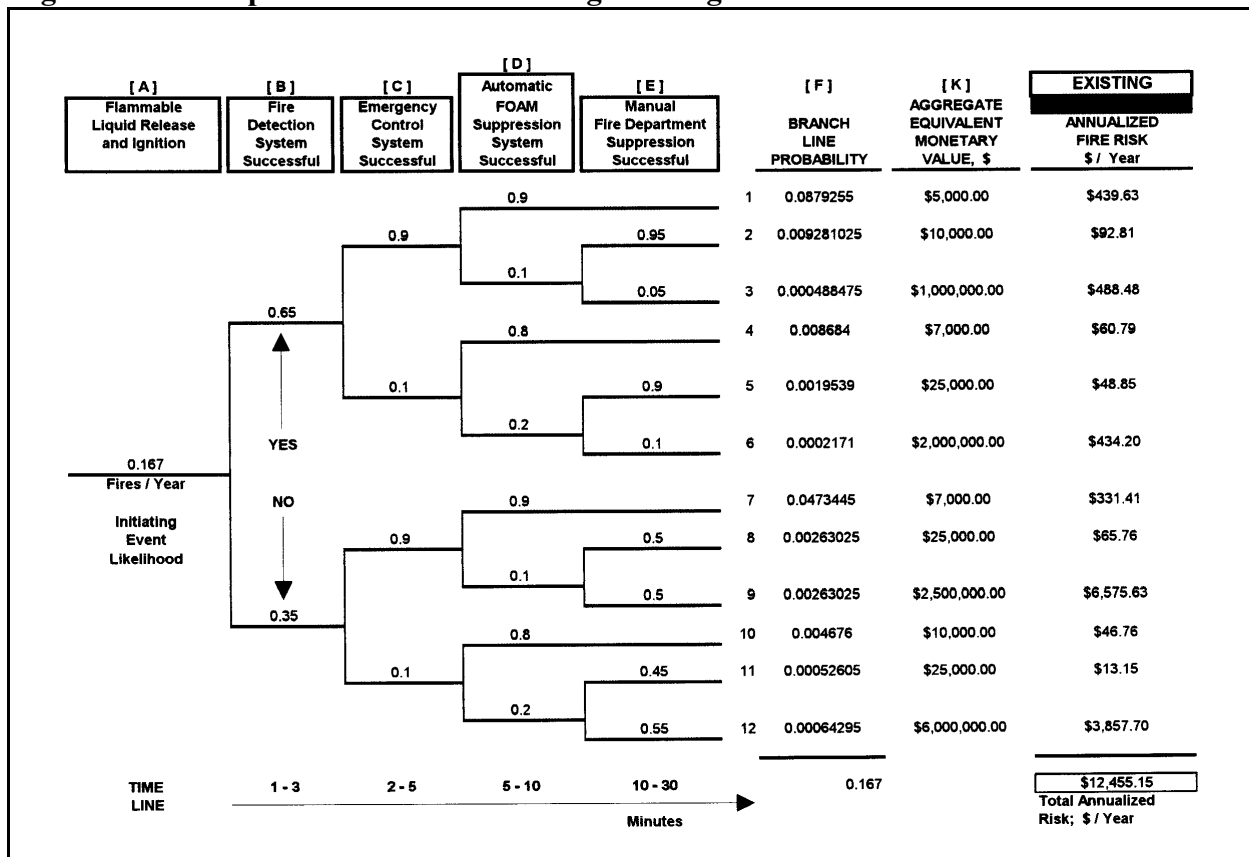 [ A ]
Flammable
Liquid Release
and Ignition
[ B ]
Fire
Detection
System
Successful
[ C ]
Emergency
Control
System
Successful
[ D ]
Automatic
FOAM
Suppression
System
Successful
[ E ]
Manual
Fire Department
Suppression
Successful
[ F ]
BRANCH
LINE
PROBABILITY
[ K ]
AGGREGATE
EQUIVALENT
MONETARY
VALUE, $
EXISTING
ANNUALIZED
FIRE RISK
$ / Year
0.9 1 0.0879255 $5,000.00 $439.63
0.9 0.95 2 0.009281025 $10,000.00 $92.81
0.1
0.05 3 0.000488475 $1,000,000.00 $488.48
0.65
0.8 4 0.008684 $7,000.00 $60.79
0.1 0.9 5 0.0019539 $25,000.00 $48.85
0.2
YES 0.1 6 0.0002171 $2,000,000.00 $434.20
0.167
Fires / Year
NO 0.9 7 0.0473445 $7,000.00 $331.41
Initiating
Event
Likelihood
0.9 0.5 8 0.00263025 $25,000.00 $65.76
0.1
0.5 9 0.00263025 $2,500,000.00 $6,575.63
0.35
0.8 10 0.004676 $10,000.00 $46.76
0.1 0.45 11 0.00052605 $25,000.00 $13.15
0.2
0.55 12 0.00064295 $6,000,000.00 $3,857.70
TIME
LINE
1 - 3 2 - 5 5 - 10 10 - 30 0.167 $12,455.15
Minutes
Total Annualized
Risk; $ / Year